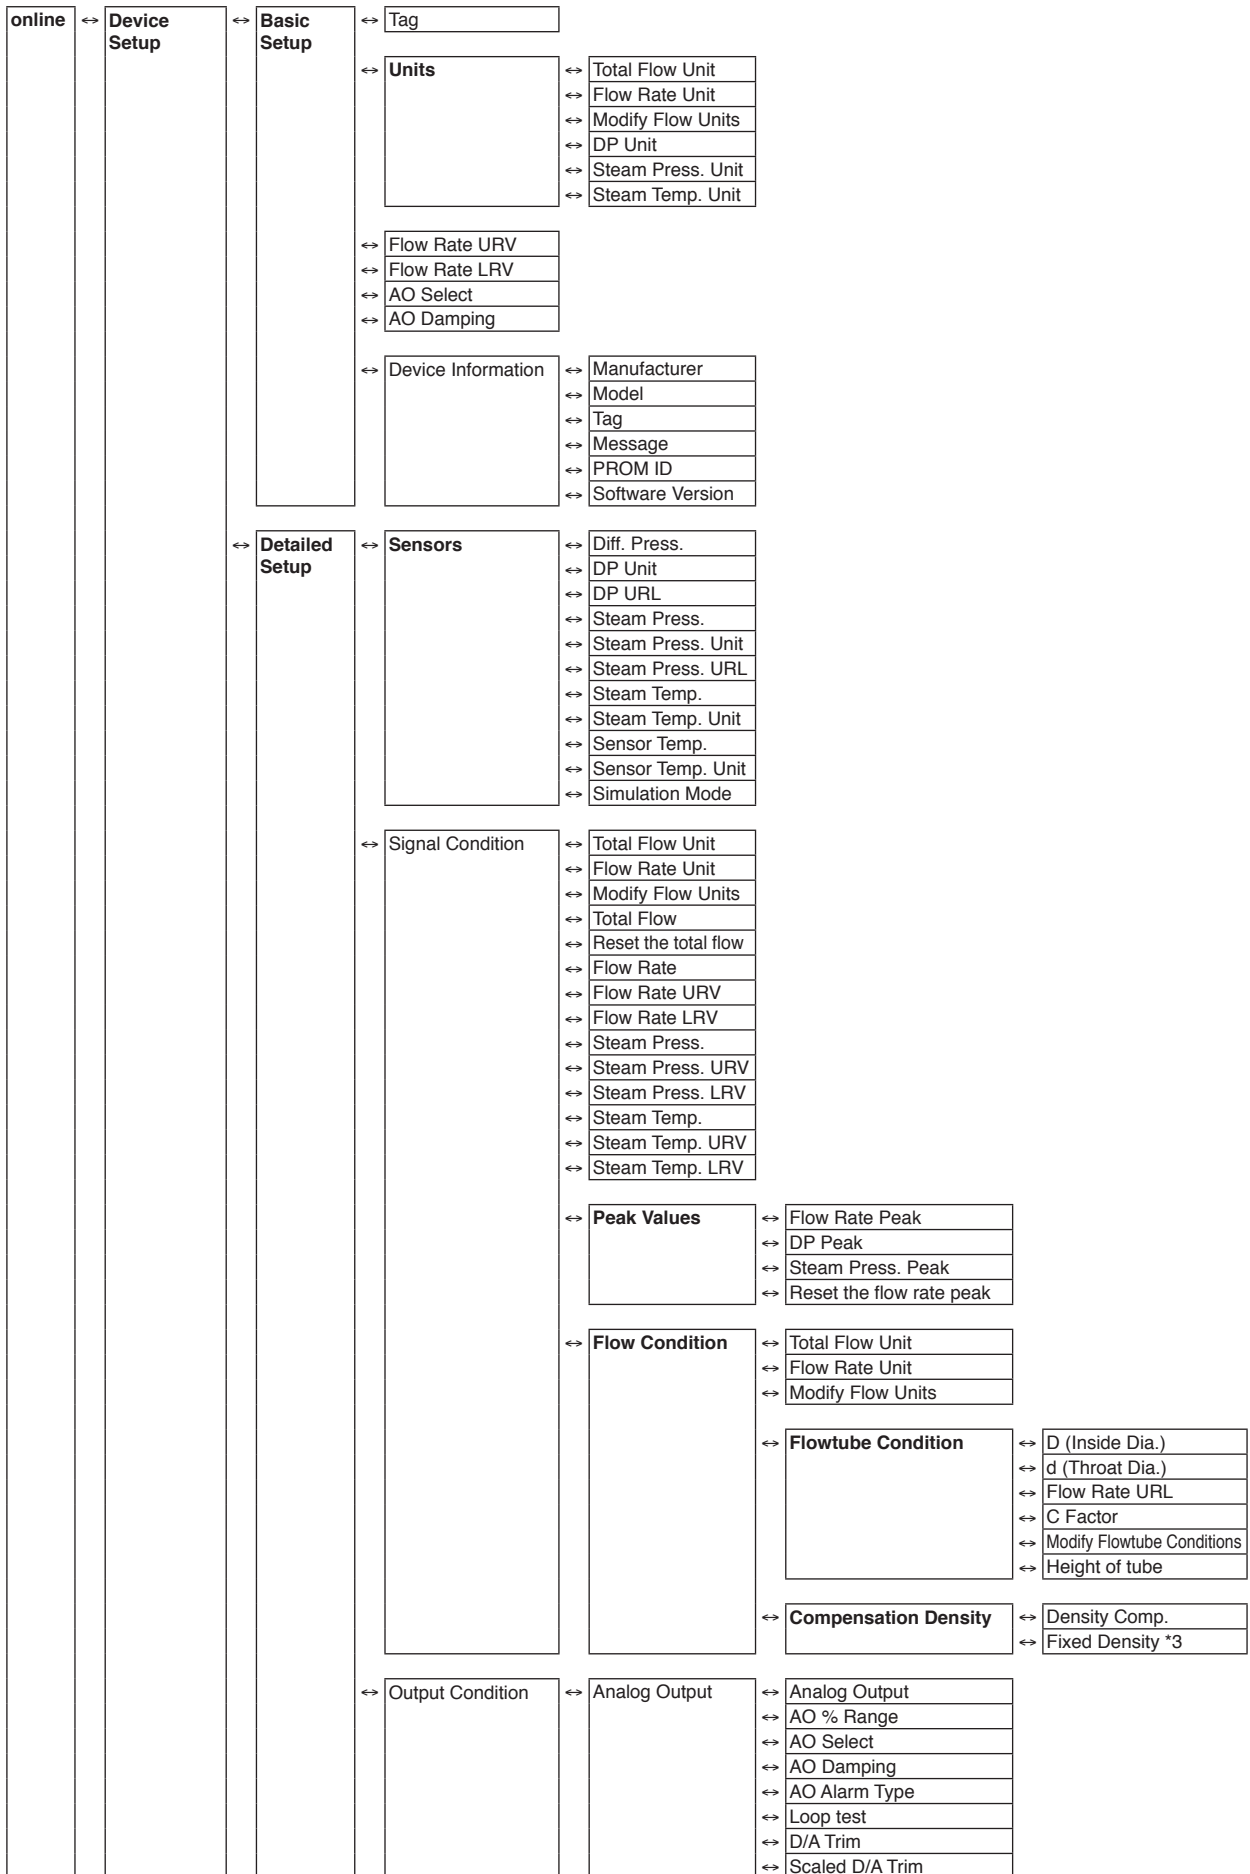 online ↔ Device Setup ↔ Basic Setup ↔ Tag
↔ Units ↔ Total Flow Unit
↔ Flow Rate Unit
↔ Modify Flow Units
↔ DP Unit
↔ Steam Press. Unit
↔ Steam Temp. Unit
↔ Flow Rate URV
↔ Flow Rate LRV
↔ AO Select
↔ AO Damping
↔ Device Information ↔ Manufacturer
↔ Model
↔ Tag
↔ Message
↔ PROM ID
↔ Software Version
↔ Detailed Setup ↔ Sensors ↔ Diff. Press.
↔ DP Unit
↔ DP URL
↔ Steam Press.
↔ Steam Press. Unit
↔ Steam Press. URL
↔ Steam Temp.
↔ Steam Temp. Unit
↔ Sensor Temp.
↔ Sensor Temp. Unit
↔ Simulation Mode
↔ Signal Condition ↔ Total Flow Unit
↔ Flow Rate Unit
↔ Modify Flow Units
↔ Total Flow
↔ Reset the total flow
↔ Flow Rate
↔ Flow Rate URV
↔ Flow Rate LRV
↔ Steam Press.
↔ Steam Press. URV
↔ Steam Press. LRV
↔ Steam Temp.
↔ Steam Temp. URV
↔ Steam Temp. LRV
↔ Peak Values ↔ Flow Rate Peak
↔ DP Peak
↔ Steam Press. Peak
↔ Reset the flow rate peak
↔ Flow Condition ↔ Total Flow Unit
↔ Flow Rate Unit
↔ Modify Flow Units
↔ Flowtube Condition ↔ D (Inside Dia.)
↔ d (Throat Dia.)
↔ Flow Rate URL
↔ C Factor
↔ Modify Flowtube Conditions
↔ Height of tube
↔ Compensation Density ↔ Density Comp.
↔ Fixed Density *3
↔ Output Condition ↔ Analog Output ↔ Analog Output
↔ AO % Range
↔ AO Select
↔ AO Damping
↔ AO Alarm Type
↔ Loop test
↔ D/A Trim
↔ Scaled D/A Trim